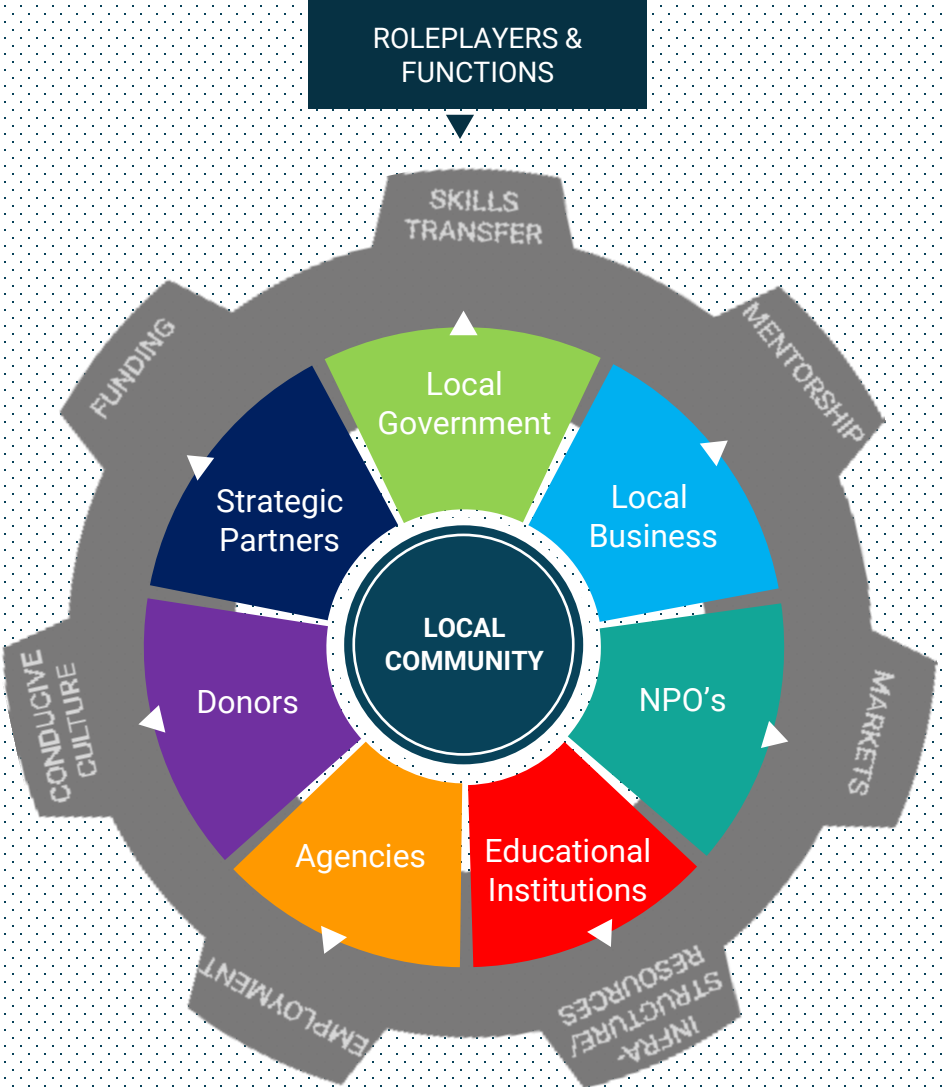 ROLEPLAYERS &
FUNCTIONS
SKILLS
TRANSFER
MENTORSHIP
MARKETS
INFRA-
STRUCTURE/
RESOURCES
EMPLOYMENT
CONDUCIVE
CULTURE
FUNDING
Local
Government
Local
Business
NPO’s
Educational
Institutions
Agencies
Donors
Strategic
Partners
LOCAL
COMMUNITY